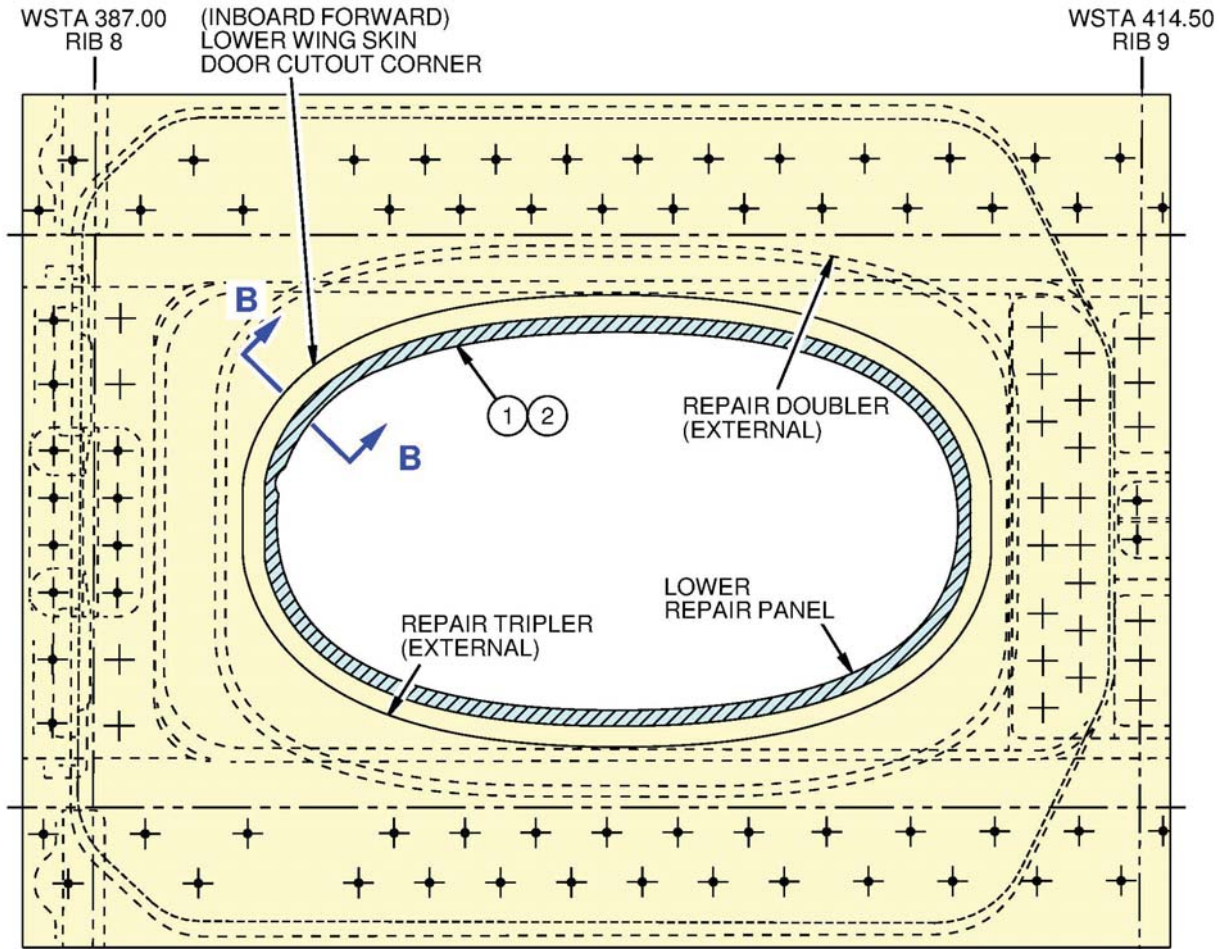 WSTA 387.00
RIB 8
(INBOARD FORWARD)
LOWER WING SKIN
DOOR CUTOUT CORNER
WSTA 414.50
RIB 9
B
B
1 2
REPAIR DOUBLER
(EXTERNAL)
LOWER
REPAIR PANEL
REPAIR TRIPLER
(EXTERNAL)